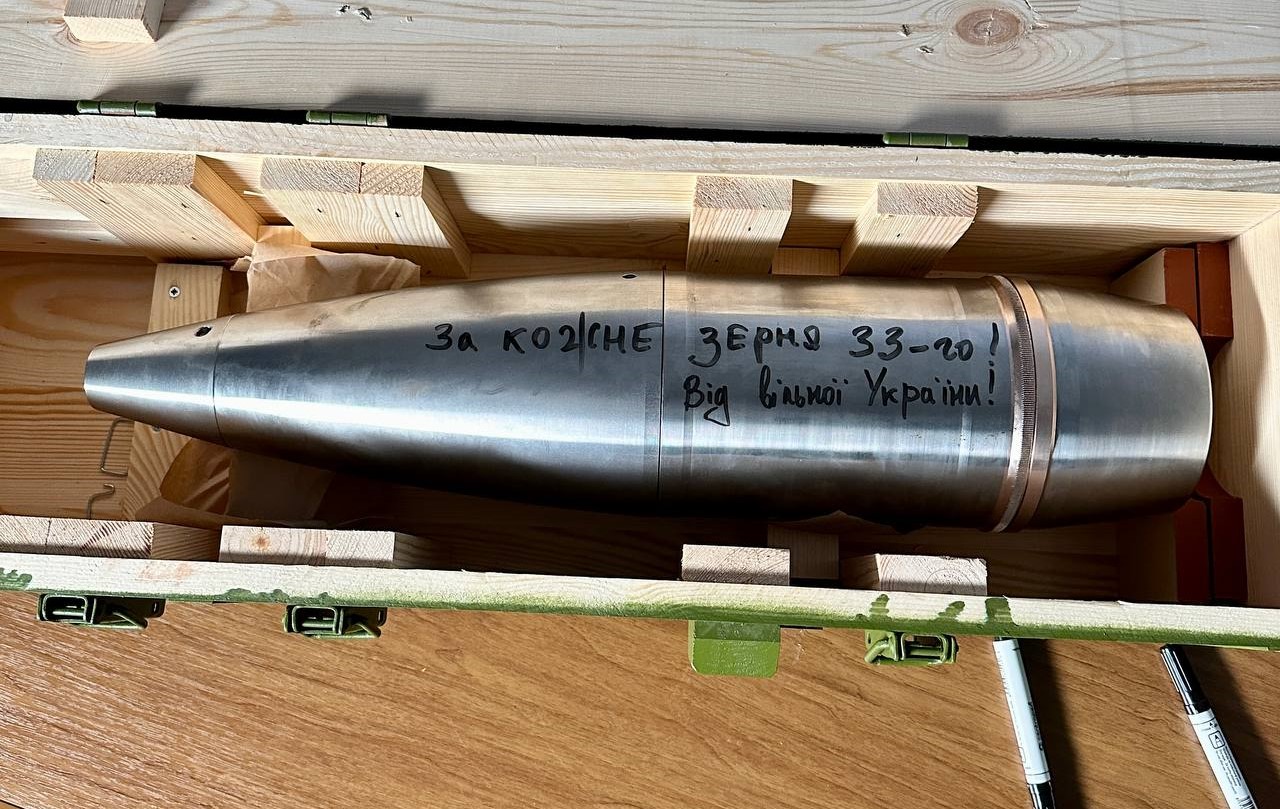 За кожне зерня 33-го!
Від вільної України!